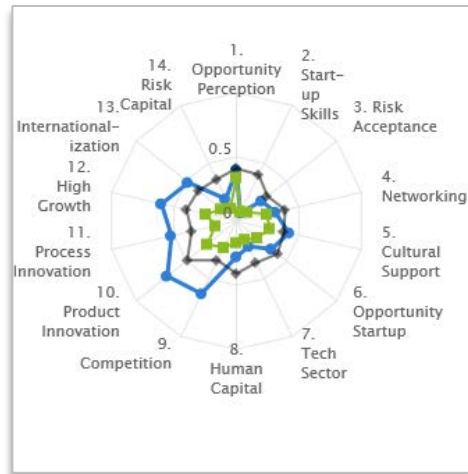 1.
Opportunity
Perception
2.
Start-
up
Skills
3. Risk
Acceptance
4.
Networking
5.
Cultural
Support
6.
Opportunity
Startup
7.
Tech
Sector
8.
Human
Capital
9.
Competition
10.
Product
Innovation
11.
Process
Innovation
12.
High
Growth
13.
International-
ization
14.
Risk
Capital
0.5
0